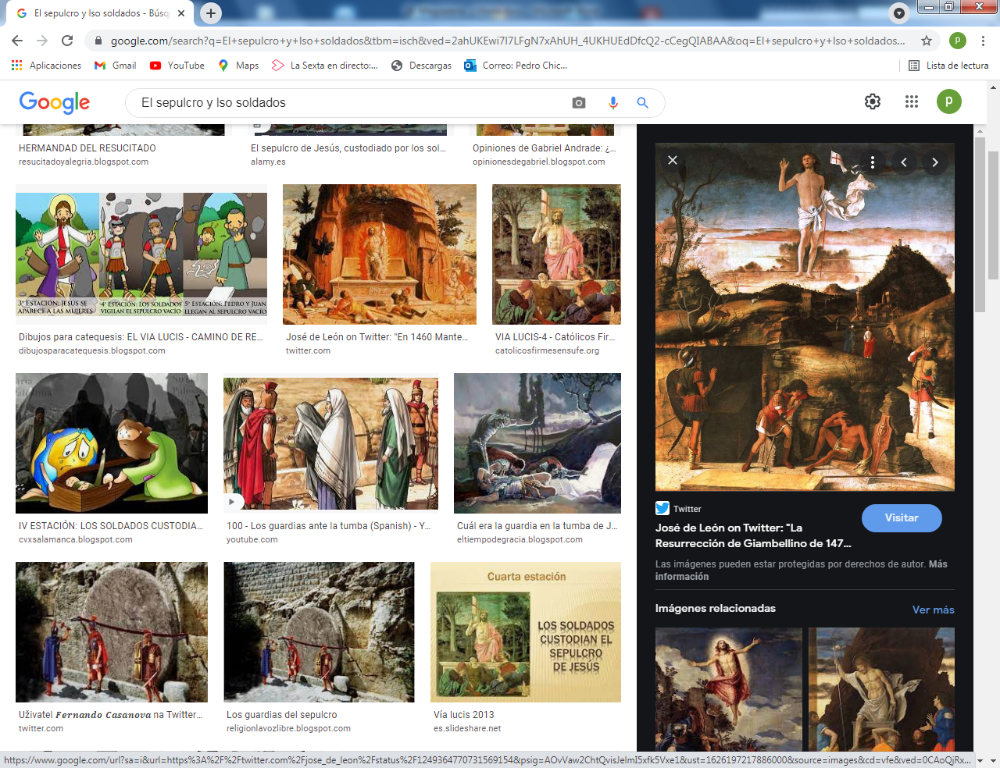 El sepulcro y lso soldados - Búsq
google.com/search?q=El+sepulcro+y+lso+soldados&tbm=isch&ved=2ahUKEwi7l7LFgN7xAhUH_4UKHUEdDfcQ2-cCegQIABAA&oq=El+sepulcro+y+lso+soldados...
Aplicaciones Gmail YouTube Maps La Sexta en directo:... Descargas Correo: Pedro Chic... Lista de lectura
Google El sepulcro y lso soldados p
HERMANDAD DEL RESUCITADO
resucitadoyalegria.blogspot.com
El sepulcro de Jesús, custodiado por los sol...
alamy.es
Opiniones de Gabriel Andrade: ¿...
opinionesdegabriel.blogspot.com
3ª ESTACIÓN: JESÚS SE
APARECE A LAS MUJERES
4ª ESTACIÓN: LOS SOLDADOS
VIGILAN EL SEPULCRO VACÍO
5ª ESTACIÓN: PEDRO Y JUAN
LLEGAN AL SEPULCRO VACÍO
Dibujos para catequesis: EL VIA LUCIS - CAMINO DE RE...
dibujosparacatequesis.blogspot.com
José de León on Twitter: "En 1460 Mante...
twitter.com
VIA LUCIS-4 - Católicos Fir...
catolicosfirmesensufe.org
IV ESTACIÓN: LOS SOLDADOS CUSTODIA...
cvxsalamanca.blogspot.com
100 - Los guardias ante la tumba (Spanish) - Y...
youtube.com
Cuál era la guardia en la tumba de J...
eltiempodegracia.blogspot.com
Cuarta estación
LOS SOLDADOS
CUSTODIAN EL
SEPULCRO
DE JESÚS
Uživatel Fernando Casanova na Twitter...
twitter.com
Los guardias del sepulcro
religionlavozlibre.blogspot.com
Vía lucis 2013
es.slideshare.net
Twitter
José de León on Twitter: "La
Resurrección de Giambellino de 147...
Visitar
Las imágenes pueden estar protegidas por derechos de autor. Más
información
Imágenes relacionadas
Ver más
https://www.google.com/url?sa=i&url=https%3A%2F%2Ftwitter.com%2Fjose_de_leon%2Fstatus%2F1249364770731569154&psig=AOvVaw2ChtQvisJelmI5xfk5Vxe1&ust=1626197217886000&source=images&cd=vfe&ved=0CAoQjRx...